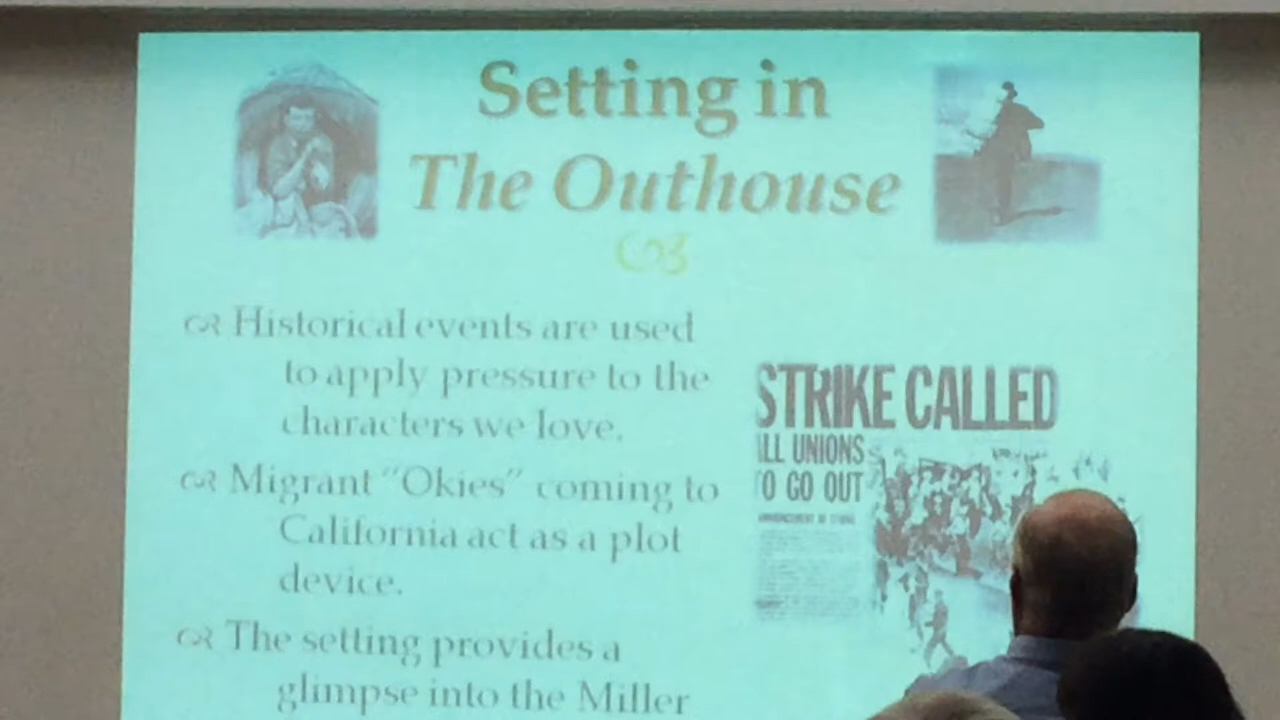 Setting in
The Outhouse
Historical events are used
to apply pressure to the
characters we love.
Migrant "Okies" coming to
California act as a plot
device.
The setting provides a
glimpse into the Miller
STRIKE CALLED
ALL UNIONS
TO GO OUT